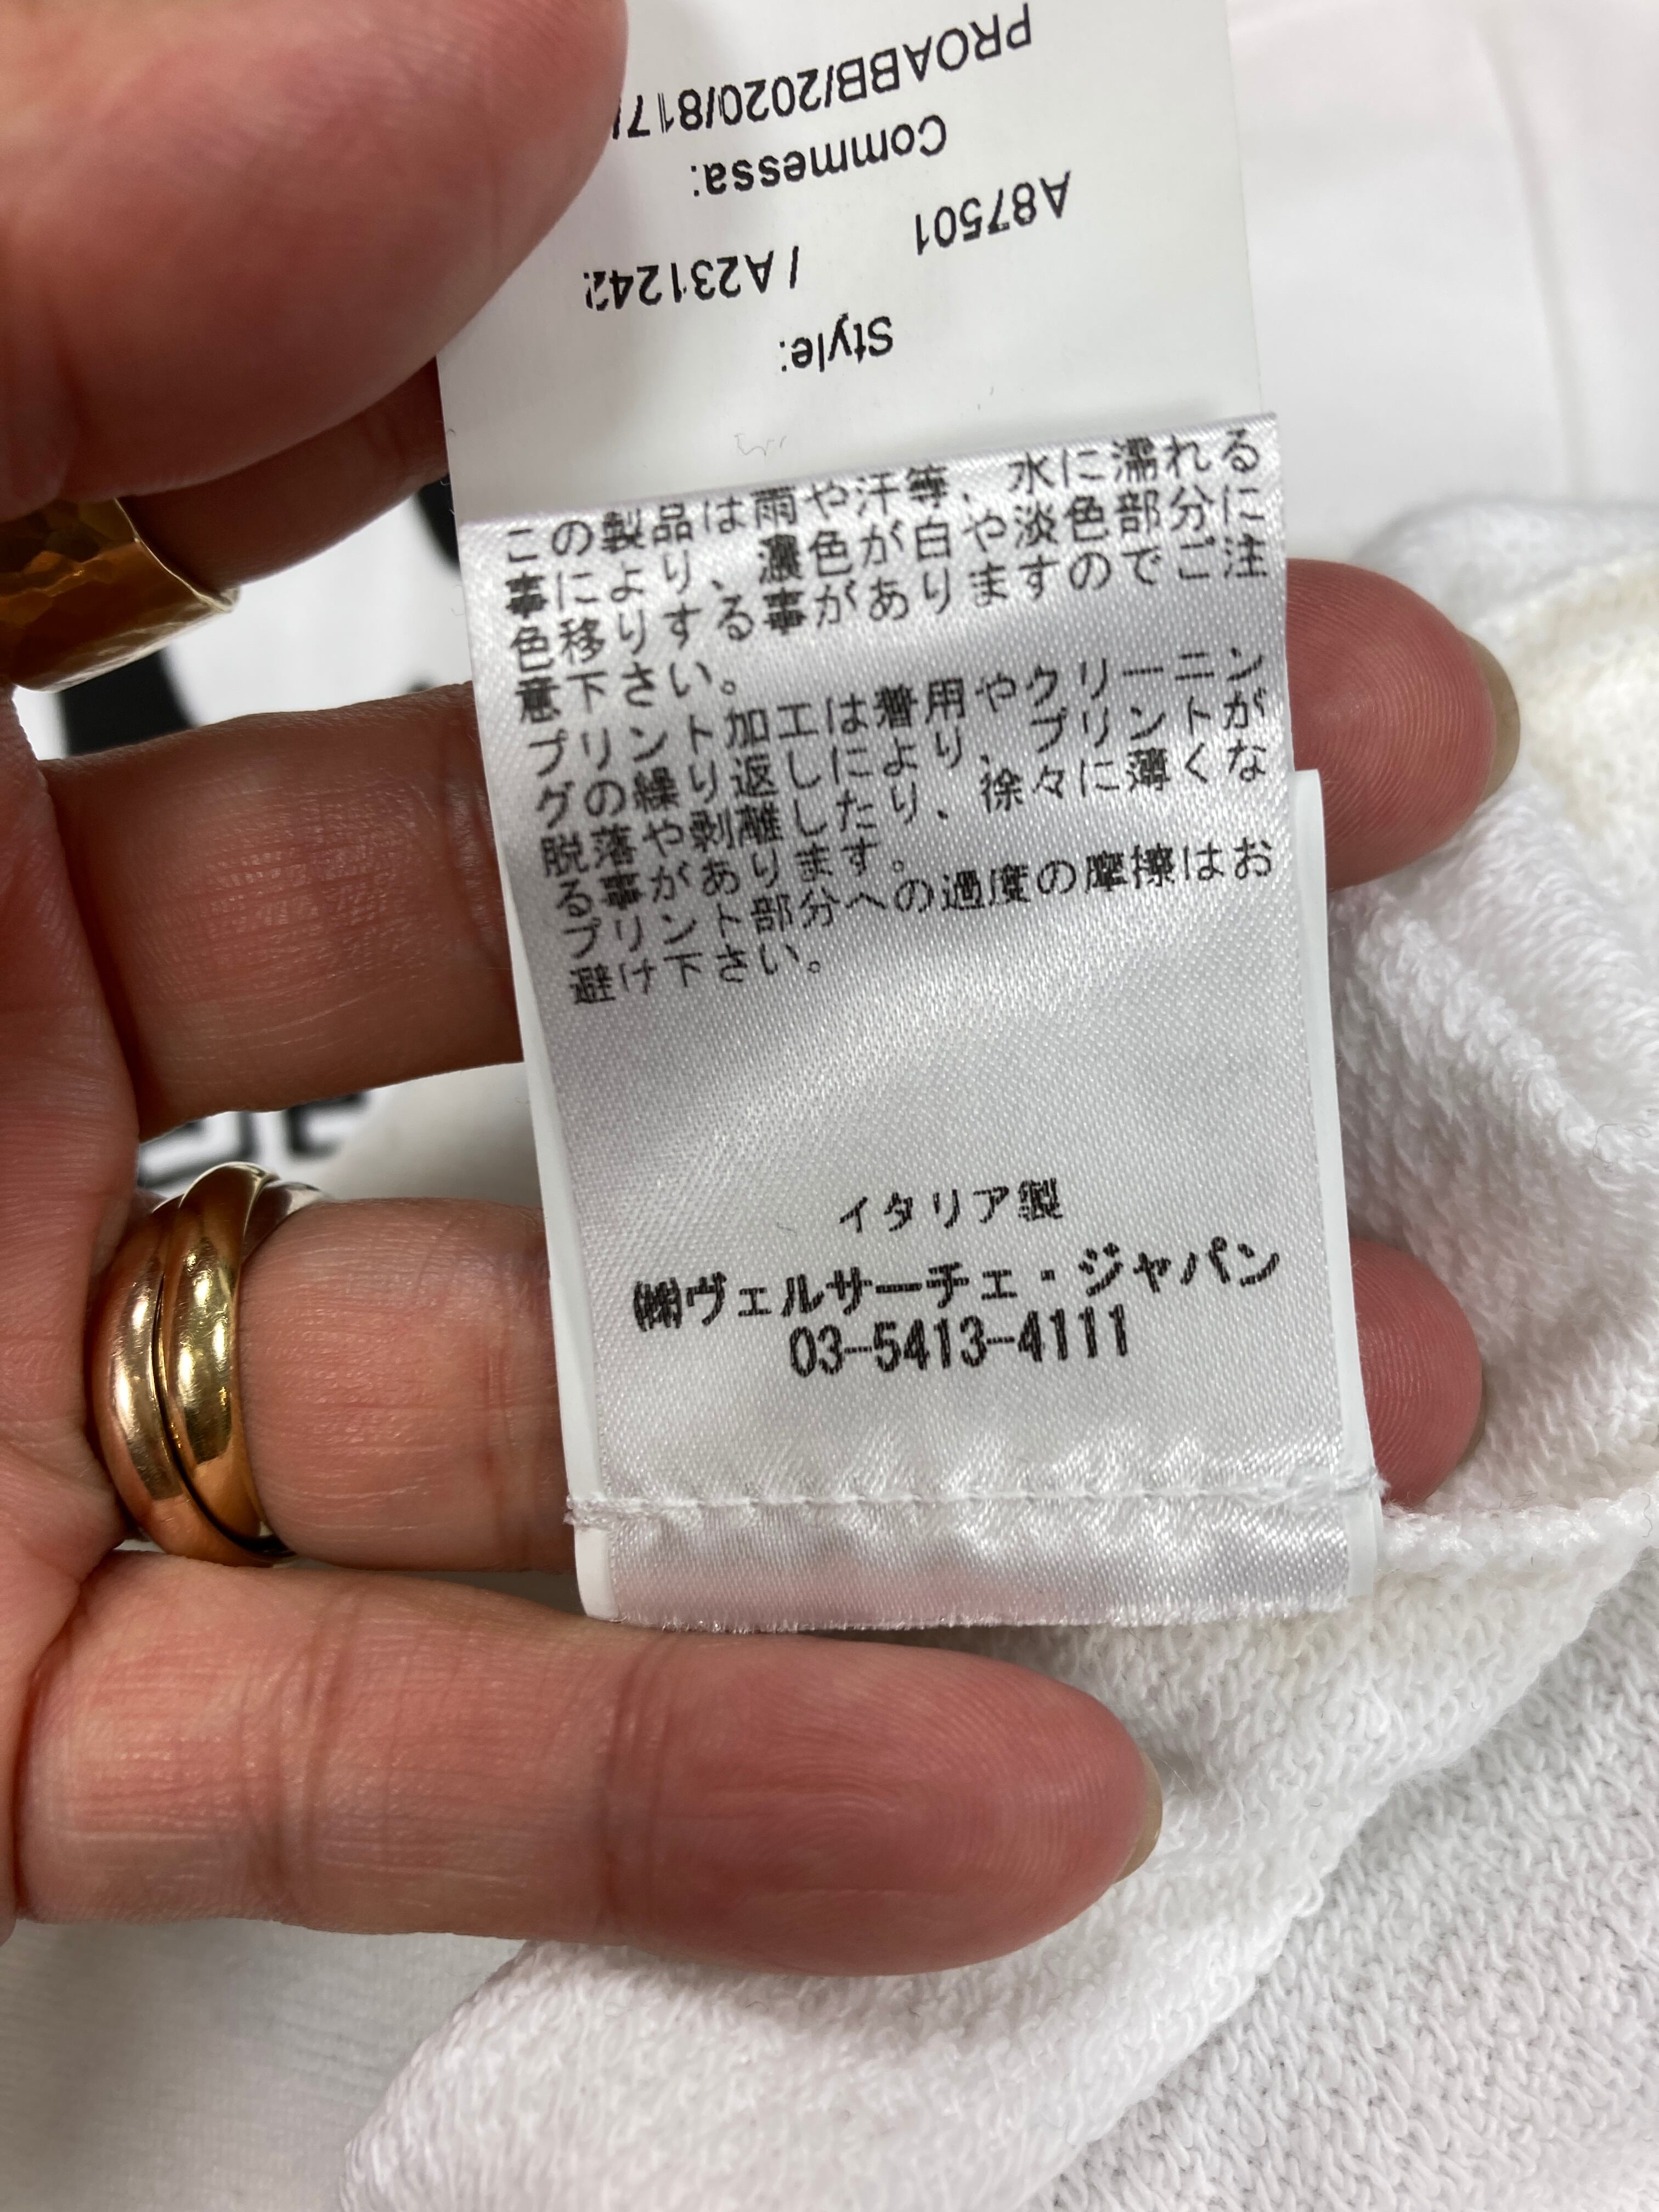 PROABB/2020/817/
Commessa:
A87501
/ A231242
Style:
この製品は雨や汗等、水に濡れる
事により、濃色が白や淡色部分に
色移りする事がありますのでご注
意下さい。
プリント加工は着用やクリーニン
グの繰り返しにより、プリントが
脱落や剥離したり、徐々に薄くな
る事があります。
プリント部分への過度の摩擦はお
避け下さい。
イタリア製
㈱ヴェルサーチェ・ジャパン
03-5413-4111